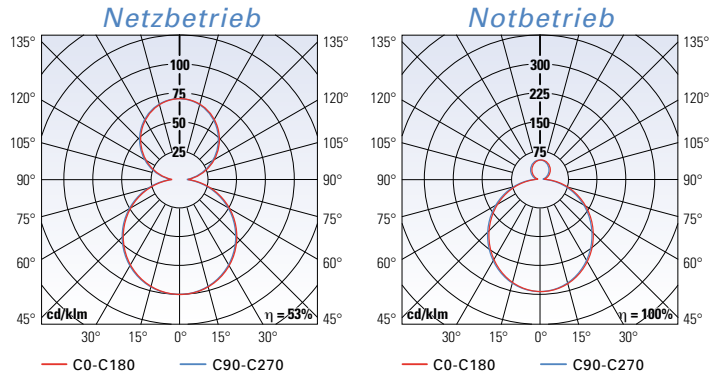 Netzbetrieb
135° 135°
100
120° 75 120°
50
105° 25 105°
90° 90°
75° 75°
60° 60°
cd/klm η = 53%
45° 45°
30° 15° 0° 15° 30°
C0-C180 C90-C270
Notbetrieb
135° 135°
300
120° 225 120°
150
105° 75 105°
90° 90°
75° 75°
60° 60°
cd/klm η = 100%
45° 45°
30° 15° 0° 15° 30°
C0-C180 C90-C270